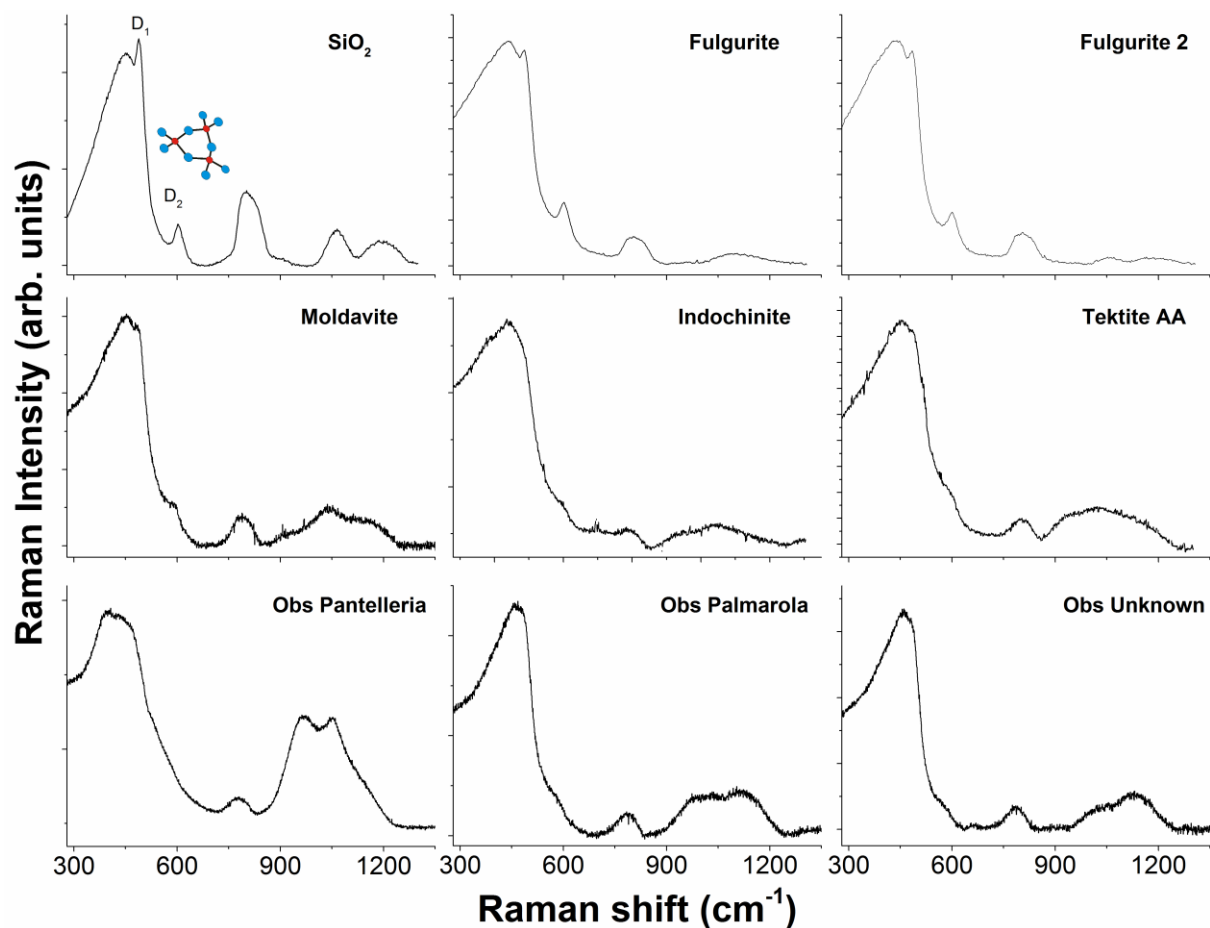 Raman Intensity (arb. units)
D₁
SiO₂
D₂
Fulgurite
Fulgurite 2
Moldavite
Indochinite
Tektite AA
Obs Pantelleria
Obs Palmarola
Obs Unknown
300 600 900 1200
300 600 900 1200
300 600 900 1200
Raman shift (cm⁻¹)